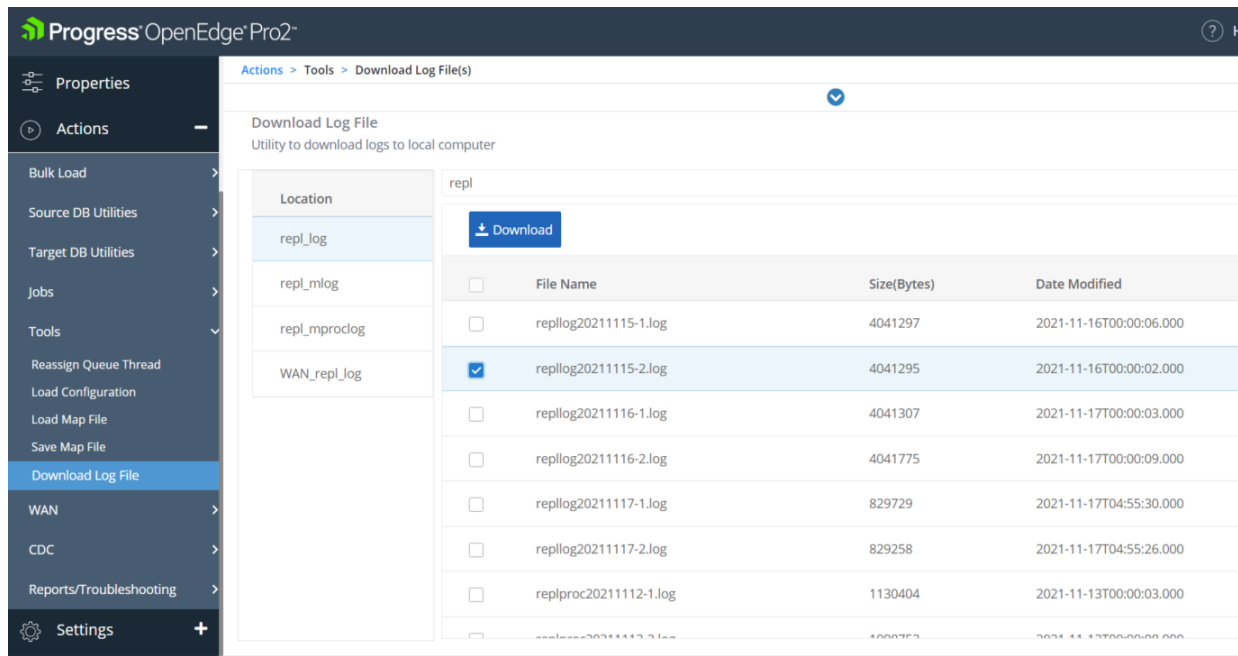 Progress® OpenEdge® Pro2™
?
Properties
Actions
Bulk Load
Source DB Utilities
Target DB Utilities
Jobs
Tools
Reassign Queue Thread
Load Configuration
Load Map File
Save Map File
Download Log File
WAN
CDC
Reports/Troubleshooting
Settings
Actions > Tools > Download Log File(s)
Download Log File
Utility to download logs to local computer
Location
repl_log
repl_mlog
repl_mproclog
WAN_repl_log
repl
Download
File Name Size(Bytes) Date Modified
repllog20211115-1.log 4041297 2021-11-16T00:00:06.000
repllog20211115-2.log 4041295 2021-11-16T00:00:02.000
repllog20211116-1.log 4041307 2021-11-17T00:00:03.000
repllog20211116-2.log 4041775 2021-11-17T00:00:09.000
repllog20211117-1.log 829729 2021-11-17T04:55:30.000
repllog20211117-2.log 829258 2021-11-17T04:55:26.000
replproc20211112-1.log 1130404 2021-11-13T00:00:03.000